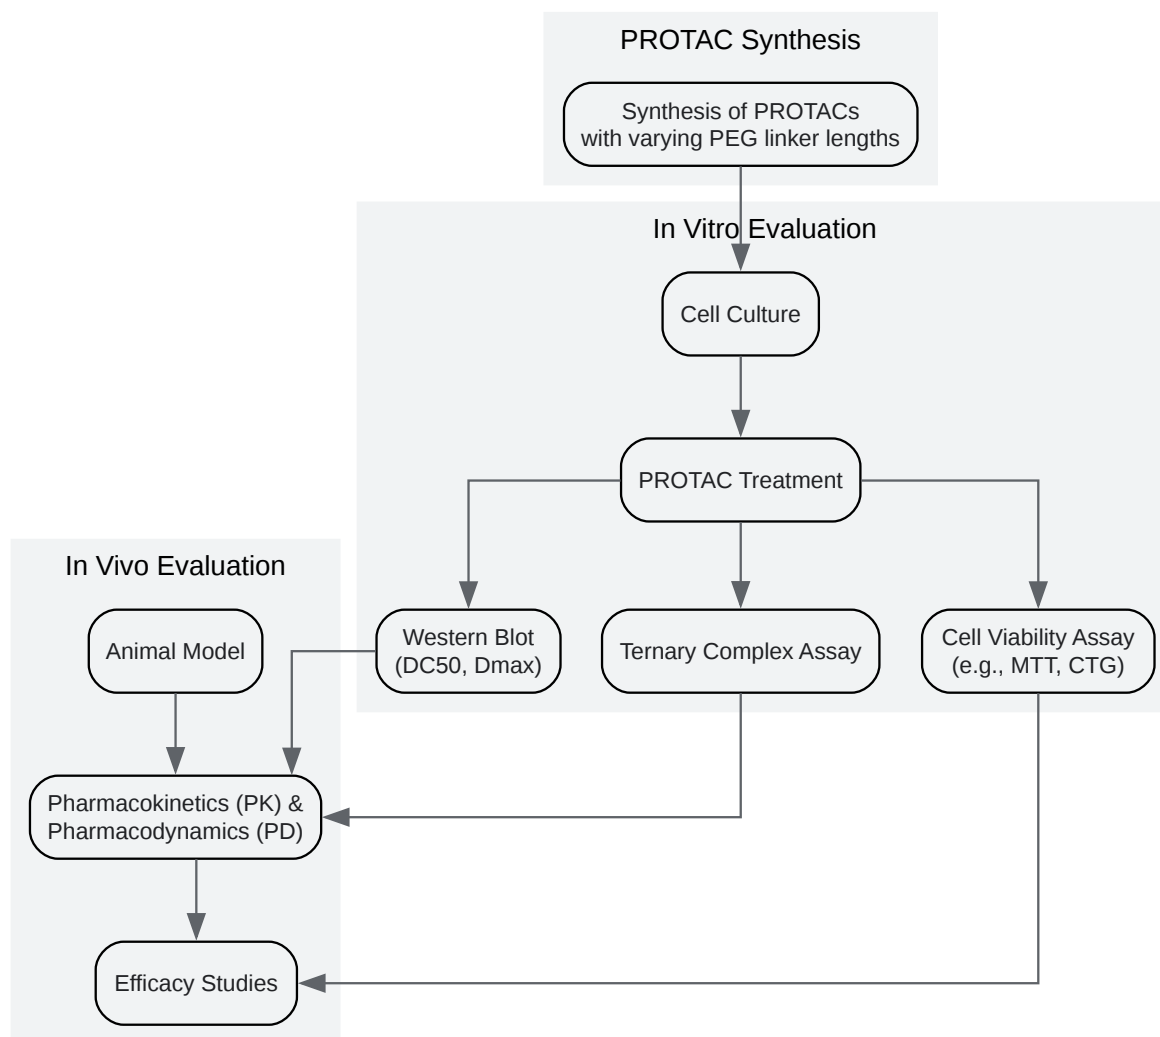 PROTAC Synthesis
Synthesis of PROTACs
with varying PEG linker lengths
In Vitro Evaluation
Cell Culture
PROTAC Treatment
In Vivo Evaluation
Animal Model
Western Blot
(DC50, Dmax)
Ternary Complex Assay
Cell Viability Assay
(e.g., MTT, CTG)
Pharmacokinetics (PK) &
Pharmacodynamics (PD)
Efficacy Studies